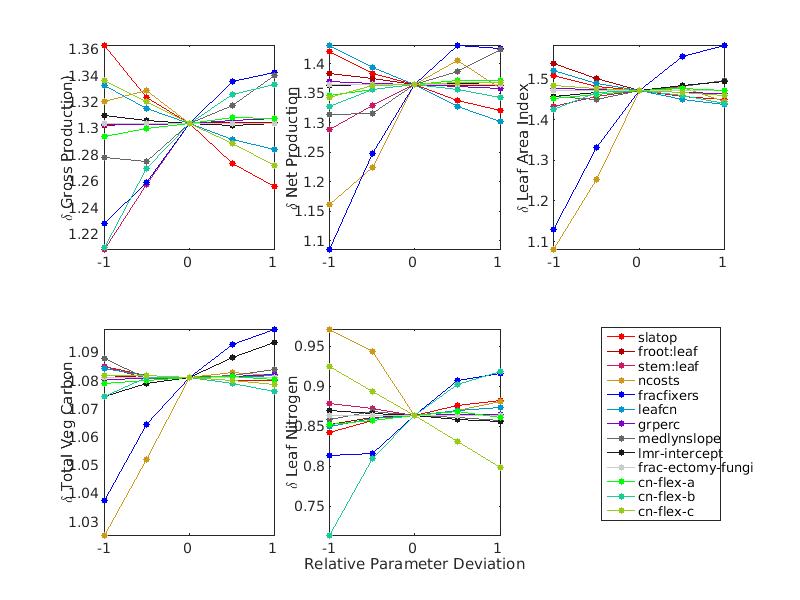 δ Gross Production)
1.36
1.34
1.32
1.3
1.28
1.26
1.24
1.22
-1 0 1
δ Net Production
1.4
1.35
1.3
1.25
1.2
1.15
1.1
-1 0 1
δ Leaf Area Index
1.5
1.4
1.3
1.2
1.1
-1 0 1
δ Total Veg Carbon
1.09
1.08
1.07
1.06
1.05
1.04
1.03
-1 0 1
δ Leaf Nitrogen
0.95
0.9
0.85
0.8
0.75
-1 0 1
Relative Parameter Deviation
slatop
froot:leaf
stem:leaf
ncosts
fracfixers
leafcn
grperc
medlynslope
lmr-intercept
frac-ectomy-fungi
cn-flex-a
cn-flex-b
cn-flex-c